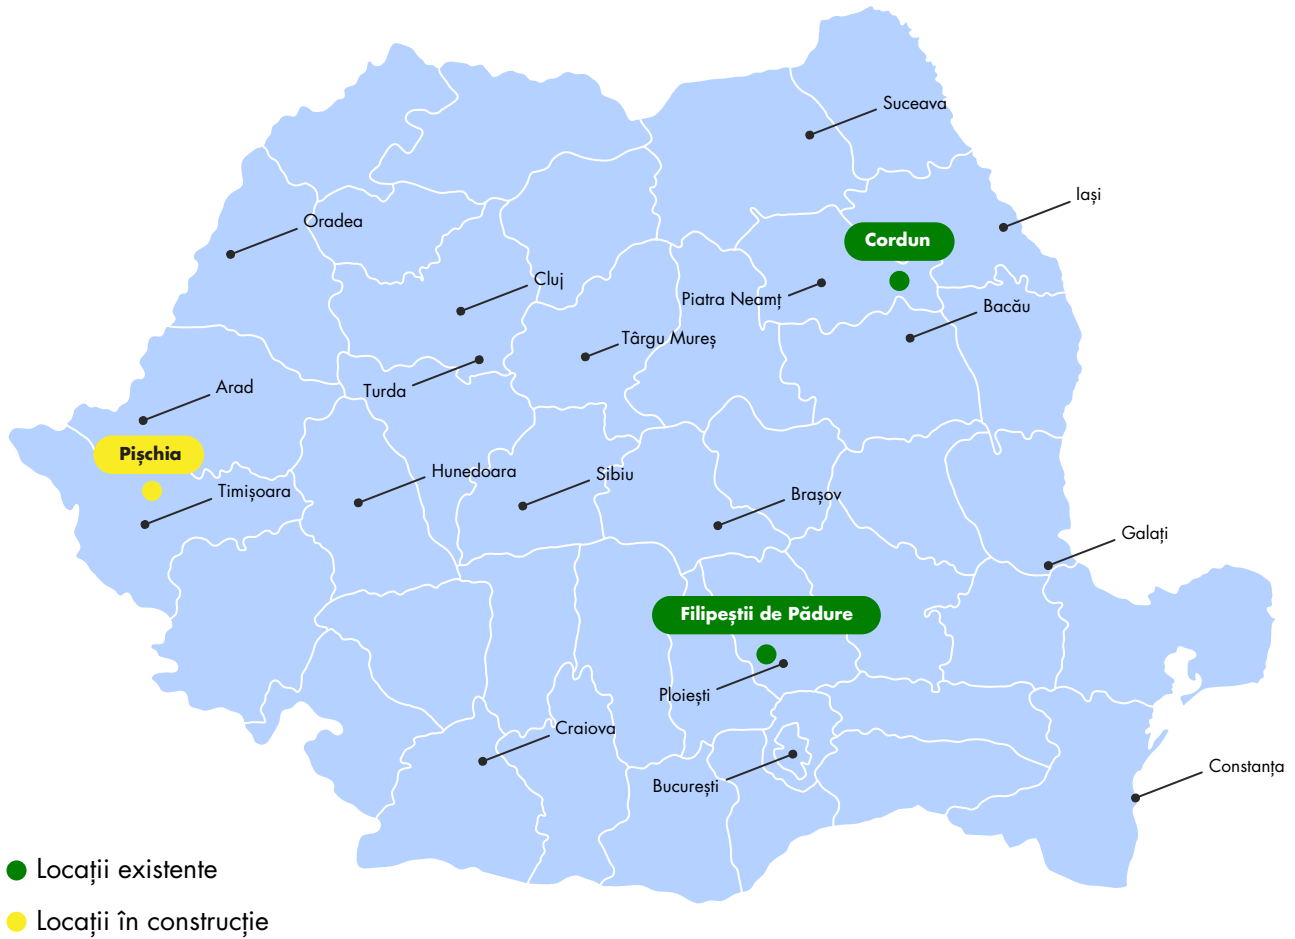 Suceava
Iași
Oradea
Cordun
Cluj
Piatra Neamț
Bacău
Târgu Mureș
Turda
Arad
Pișchia
Hunedoara
Sibiu
Timișoara
Brașov
Galați
Filipeștii de Pădure
Ploiești
Craiova
Constanța
București
Locații existente
Locații în construcție